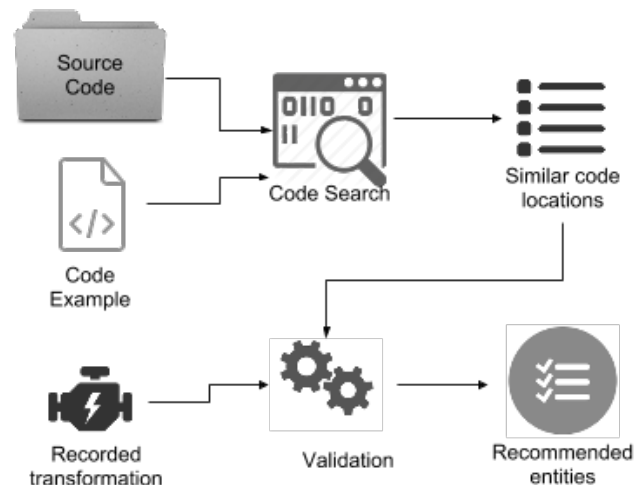 Source
Code
0110 0
11
Code Search
Similar code
locations
</>
Code
Example
Recorded
transformation
Validation
Recommended
entities